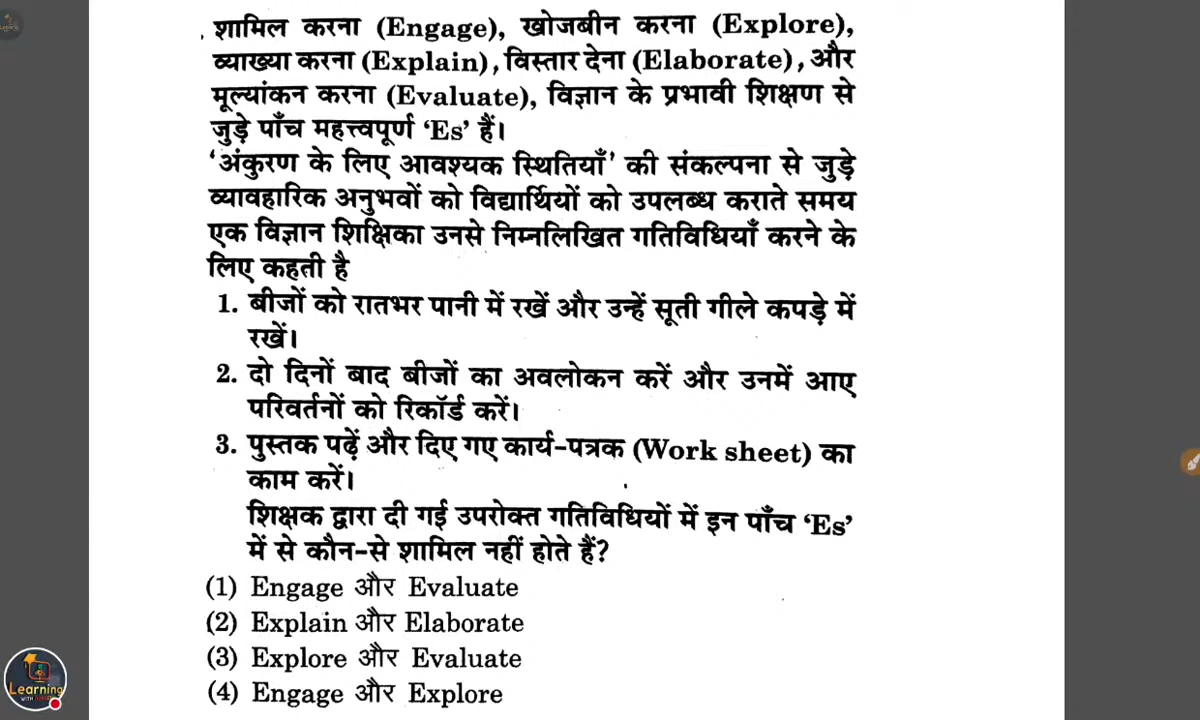 शामिल करना (Engage), खोजबीन करना (Explore),
व्याख्या करना (Explain), विस्तार देना (Elaborate), और
मूल्यांकन करना (Evaluate), विज्ञान के प्रभावी शिक्षण से
जुड़े पाँच महत्त्वपूर्ण ‘Es’ हैं।
‘अंकुरण के लिए आवश्यक स्थितियाँ’ की संकल्पना से जुड़े
व्यावहारिक अनुभवों को विद्यार्थियों को उपलब्ध कराते समय
एक विज्ञान शिक्षिका उनसे निम्नलिखित गतिविधियाँ करने के
लिए कहती है
1. बीजों को रातभर पानी में रखें और उन्हें सूती गीले कपड़े में
रखें।
2. दो दिनों बाद बीजों का अवलोकन करें और उनमें आए
परिवर्तनों को रिकॉर्ड करें।
3. पुस्तक पढ़ें और दिए गए कार्य-पत्रक (Work sheet) का
काम करें।
शिक्षक द्वारा दी गई उपरोक्त गतिविधियों में इन पाँच ‘Es’
में से कौन-से शामिल नहीं होते हैं?
(1) Engage और Evaluate
(2) Explain और Elaborate
(3) Explore और Evaluate
(4) Engage और Explore
Learning